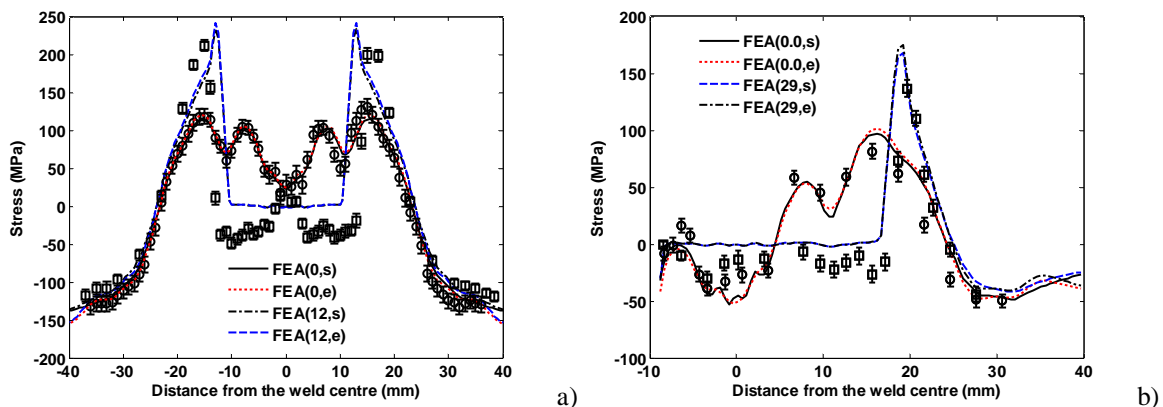 250
200
150
100
50
0
-50
-100
-150
-200
-40 -30 -20 -10 0 10 20 30 40
Stress (MPa)
Distance from the weld centre (mm)
FEA(0,s)
FEA(0,e)
FEA(12,s)
FEA(12,e)
a)
200
150
100
50
0
-50
-100
-10 0 10 20 30 40
Stress (MPa)
Distance from the weld centre (mm)
FEA(0.0,s)
FEA(0.0,e)
FEA(29,s)
FEA(29,e)
b)